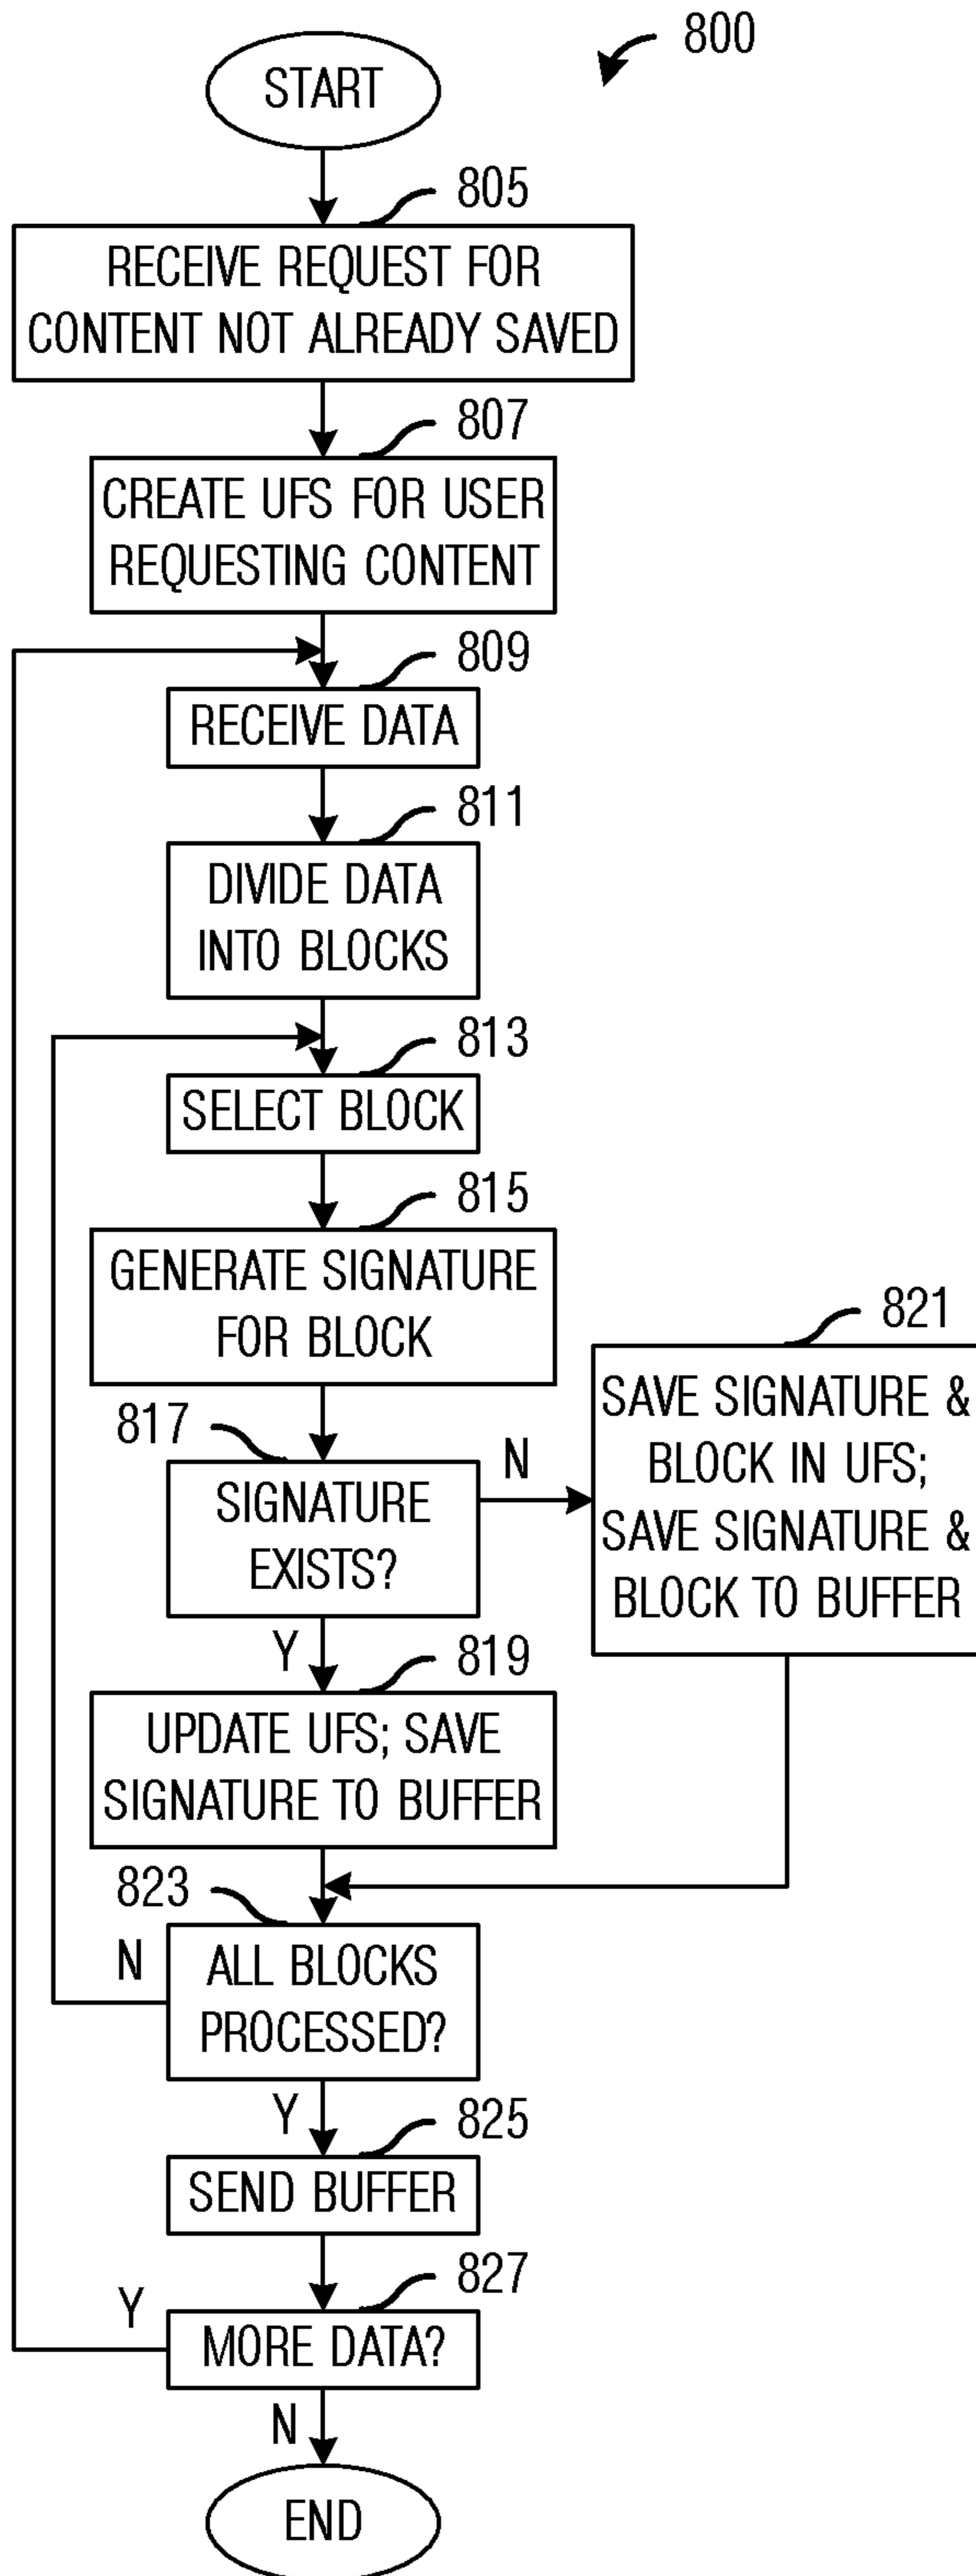 800
START
805
RECEIVE REQUEST FOR
CONTENT NOT ALREADY SAVED
807
CREATE UFS FOR USER
REQUESTING CONTENT
809
RECEIVE DATA
811
DIVIDE DATA
INTO BLOCKS
813
SELECT BLOCK
815
GENERATE SIGNATURE
FOR BLOCK
817
SIGNATURE
EXISTS?
N
821
SAVE SIGNATURE &
BLOCK IN UFS;
SAVE SIGNATURE &
BLOCK TO BUFFER
Y
819
UPDATE UFS; SAVE
SIGNATURE TO BUFFER
823
N
ALL BLOCKS
PROCESSED?
Y
825
SEND BUFFER
827
Y
MORE DATA?
N
END